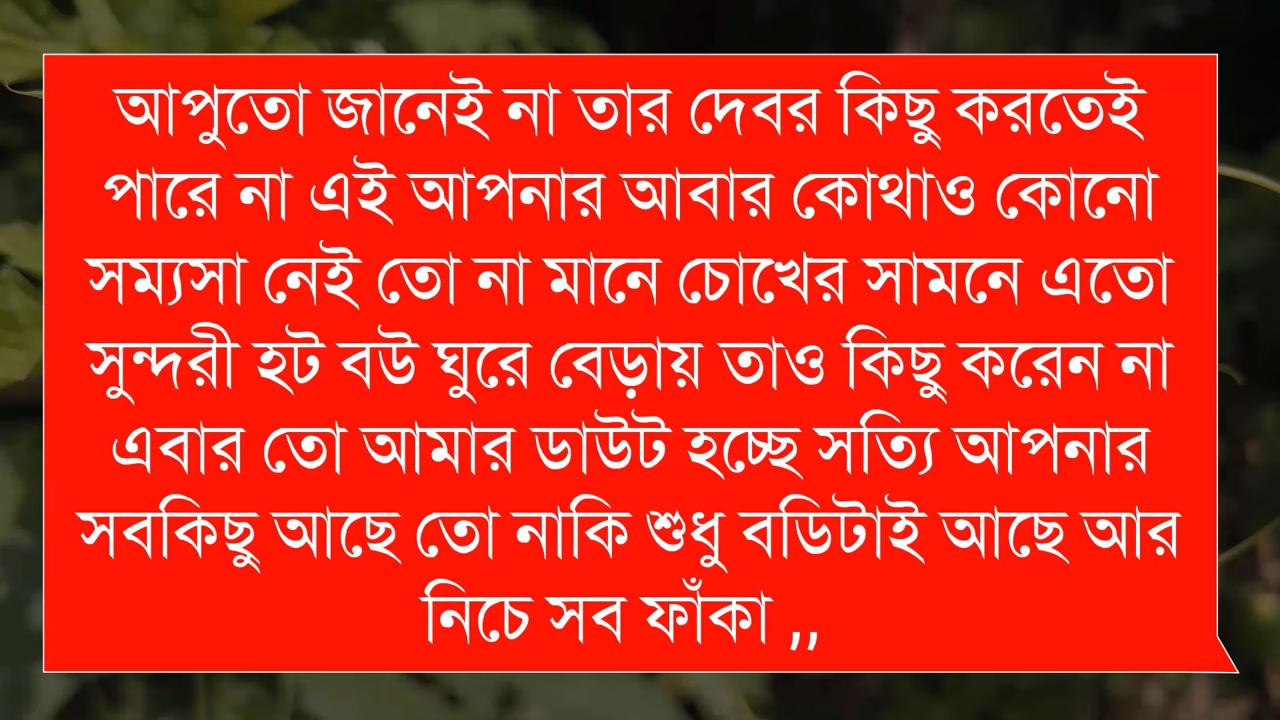 আপুতো জানেই না তার দেবর কিছু করতেই
পারে না এই আপনার আবার কোথাও কোনো
সম্যসা নেই তো না মানে চোখের সামনে এতো
সুন্দরী হট বউ ঘুরে বেড়ায় তাও কিছু করেন না
এবার তো আমার ডাউট হচ্ছে সত্যি আপনার
সবকিছু আছে তো নাকি শুধু বডিটাই আছে আর
নিচে সব ফাঁকা ,,